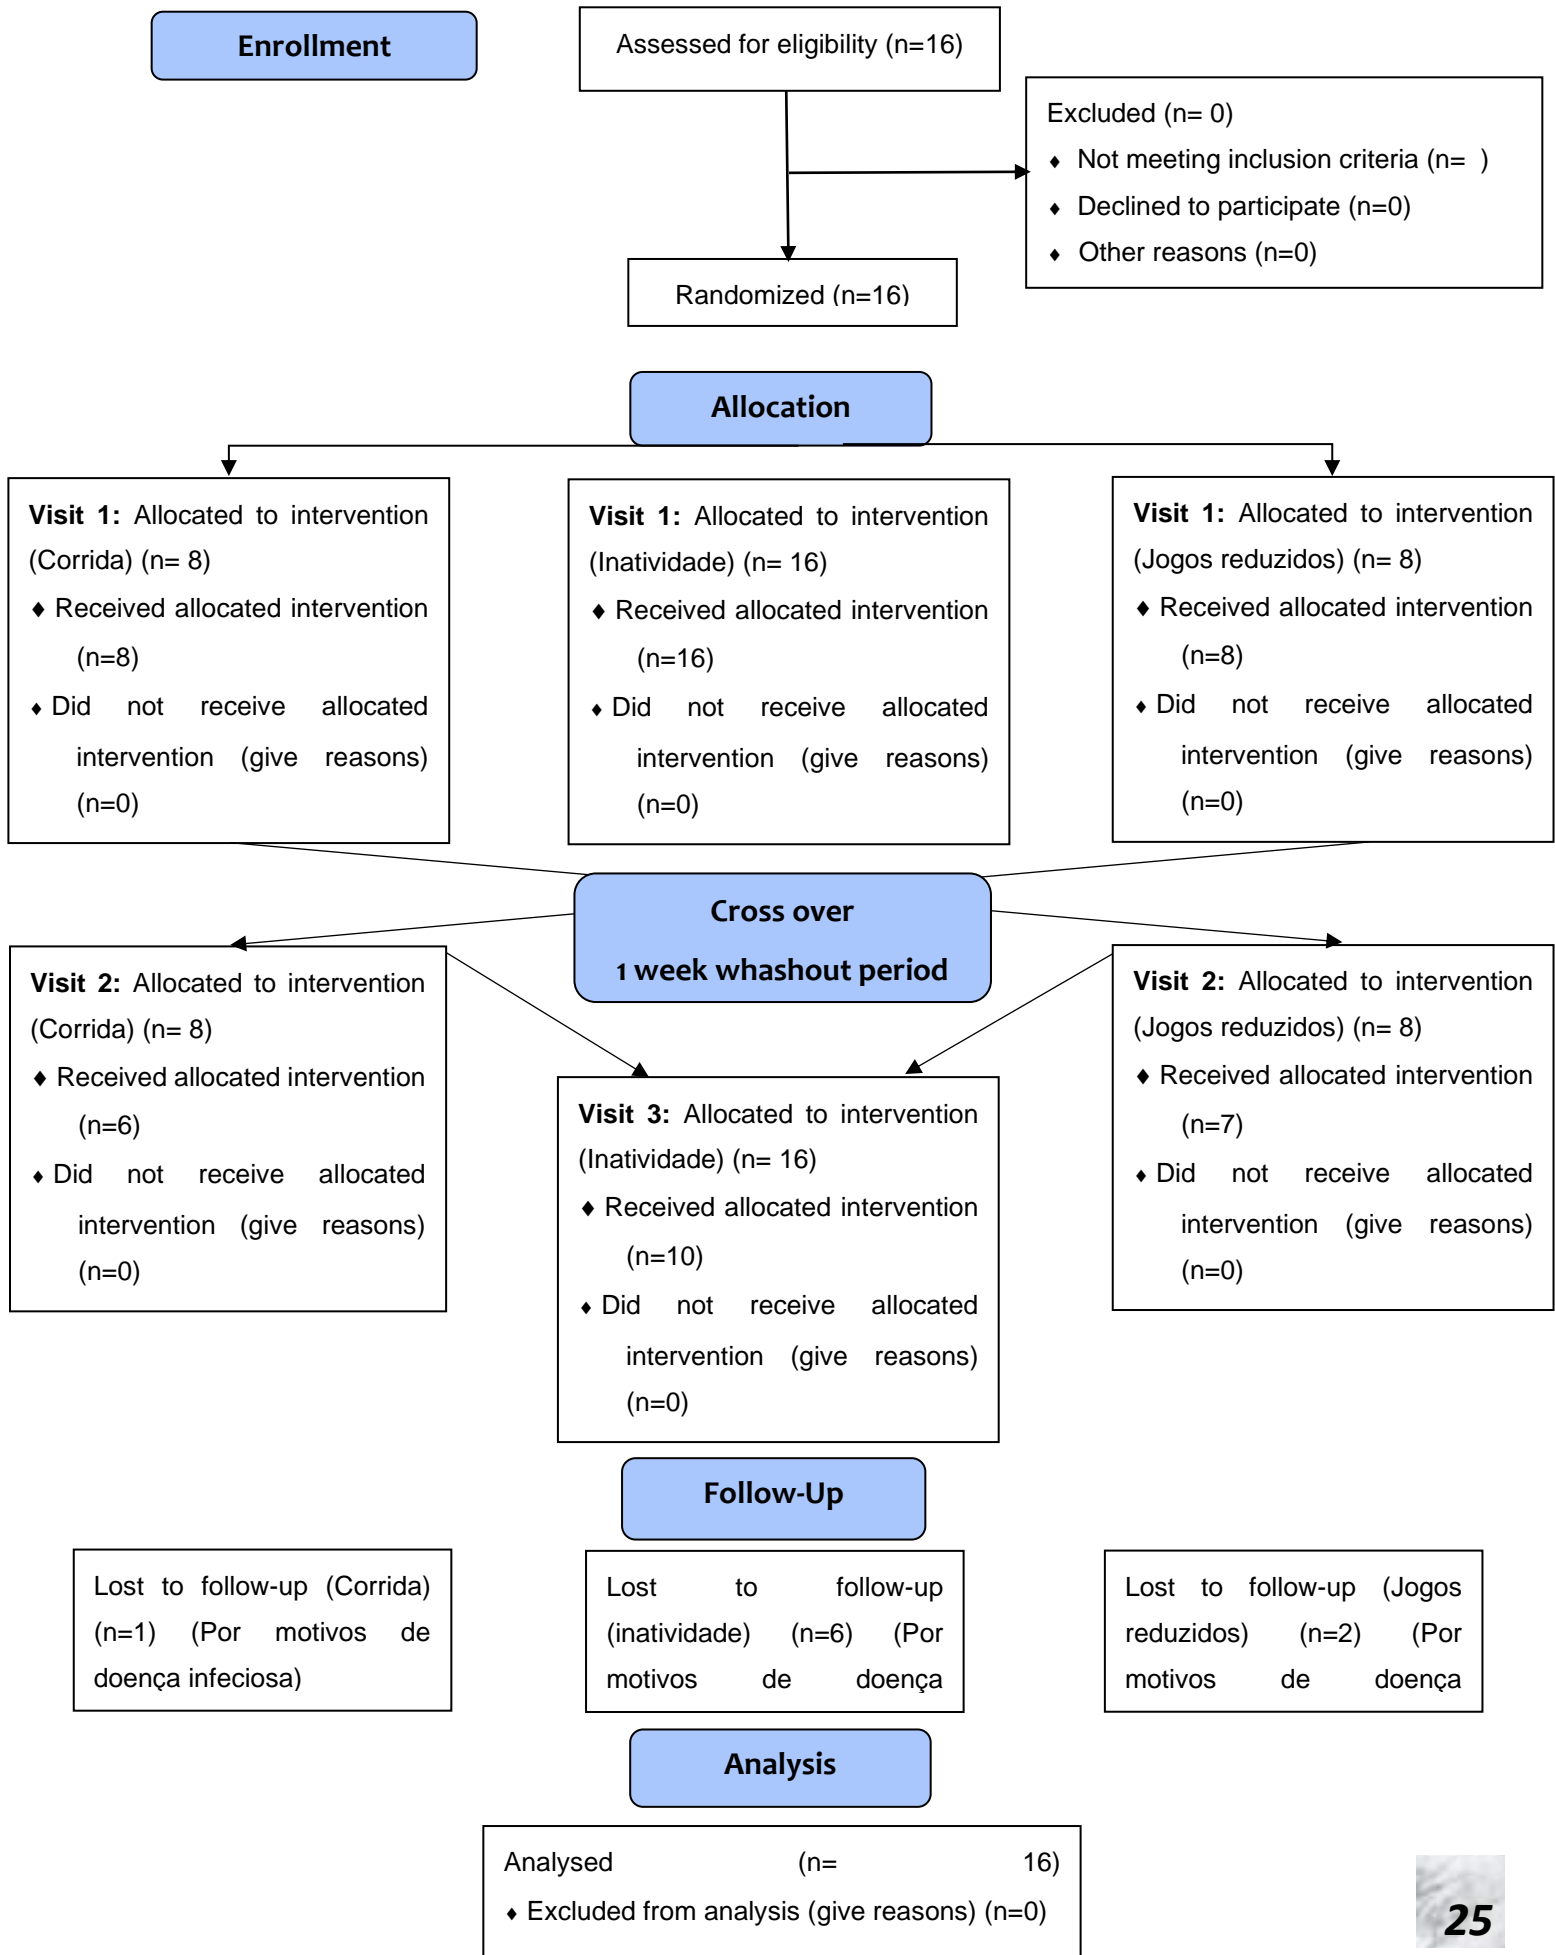 Enrollment
Assessed for eligibility (n=16)
Excluded (n= 0)
♦ Not meeting inclusion criteria (n= )
♦ Declined to participate (n=0)
♦ Other reasons (n=0)
Randomized (n=16)
Allocation
Visit 1: Allocated to intervention
(Corrida) (n= 8)
♦ Received allocated intervention
(n=8)
♦ Did not receive allocated
intervention (give reasons)
(n=0)
Visit 1: Allocated to intervention
(Inatividade) (n= 16)
♦ Received allocated intervention
(n=16)
♦ Did not receive allocated
intervention (give reasons)
(n=0)
Visit 1: Allocated to intervention
(Jogos reduzidos) (n= 8)
♦ Received allocated intervention
(n=8)
♦ Did not receive allocated
intervention (give reasons)
(n=0)
Cross over
1 week whashout period
Visit 2: Allocated to intervention
(Corrida) (n= 8)
♦ Received allocated intervention
(n=6)
♦ Did not receive allocated
intervention (give reasons)
(n=0)
Visit 3: Allocated to intervention
(Inatividade) (n= 16)
♦ Received allocated intervention
(n=10)
♦ Did not receive allocated
intervention (give reasons)
(n=0)
Visit 2: Allocated to intervention
(Jogos reduzidos) (n= 8)
♦ Received allocated intervention
(n=7)
♦ Did not receive allocated
intervention (give reasons)
(n=0)
Follow-Up
Lost to follow-up (Corrida)
(n=1) (Por motivos de
doença infeciosa)
Lost to follow-up
(inatividade) (n=6) (Por
motivos de doença
Lost to follow-up (Jogos
reduzidos) (n=2) (Por
motivos de doença
Analysis
Analysed (n= 16)
♦ Excluded from analysis (give reasons) (n=0)
25